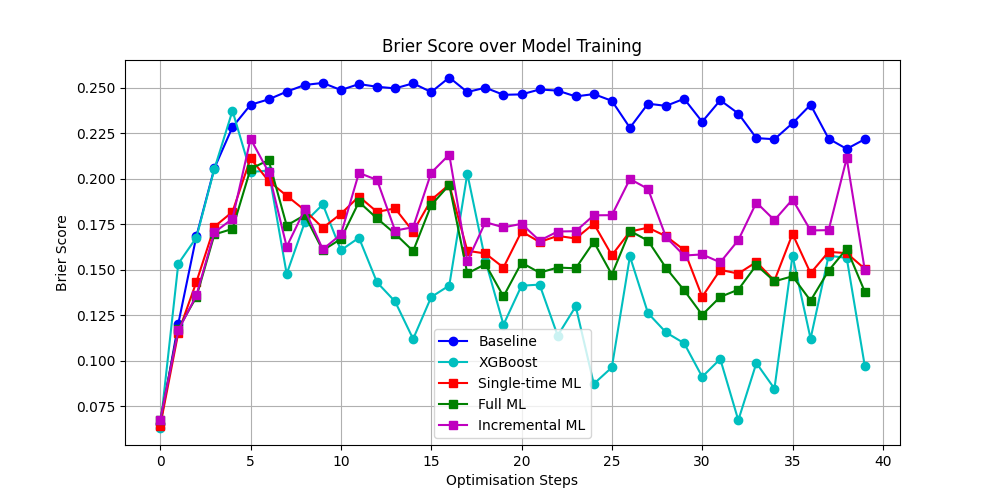 Brier Score over Model Training
Brier Score
0.250
0.225
0.200
0.175
0.150
0.125
0.100
0.075
Baseline
XGBoost
Single-time ML
Full ML
Incremental ML
0 5 10 15 20 25 30 35 40
Optimisation Steps